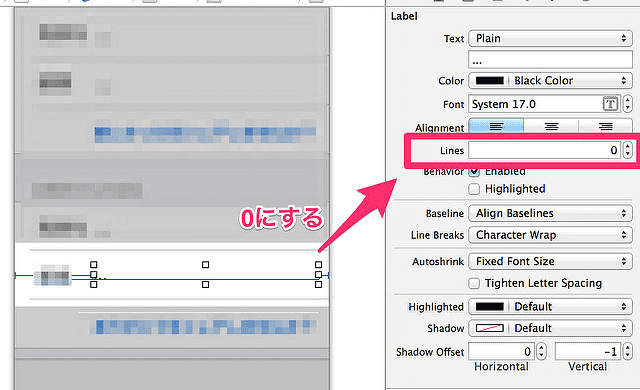 Label
Text Plain
...
Color Black Color
Font System 17.0 T
Alignment
Lines 0
Behavior Enabled
Highlighted
Baseline Align Baselines
Line Breaks Character Wrap
Autoshrink Fixed Font Size
Tighten Letter Spacing
Highlighted Default
Shadow Default
Shadow Offset 0 -1
Horizontal Vertical
0にする
..